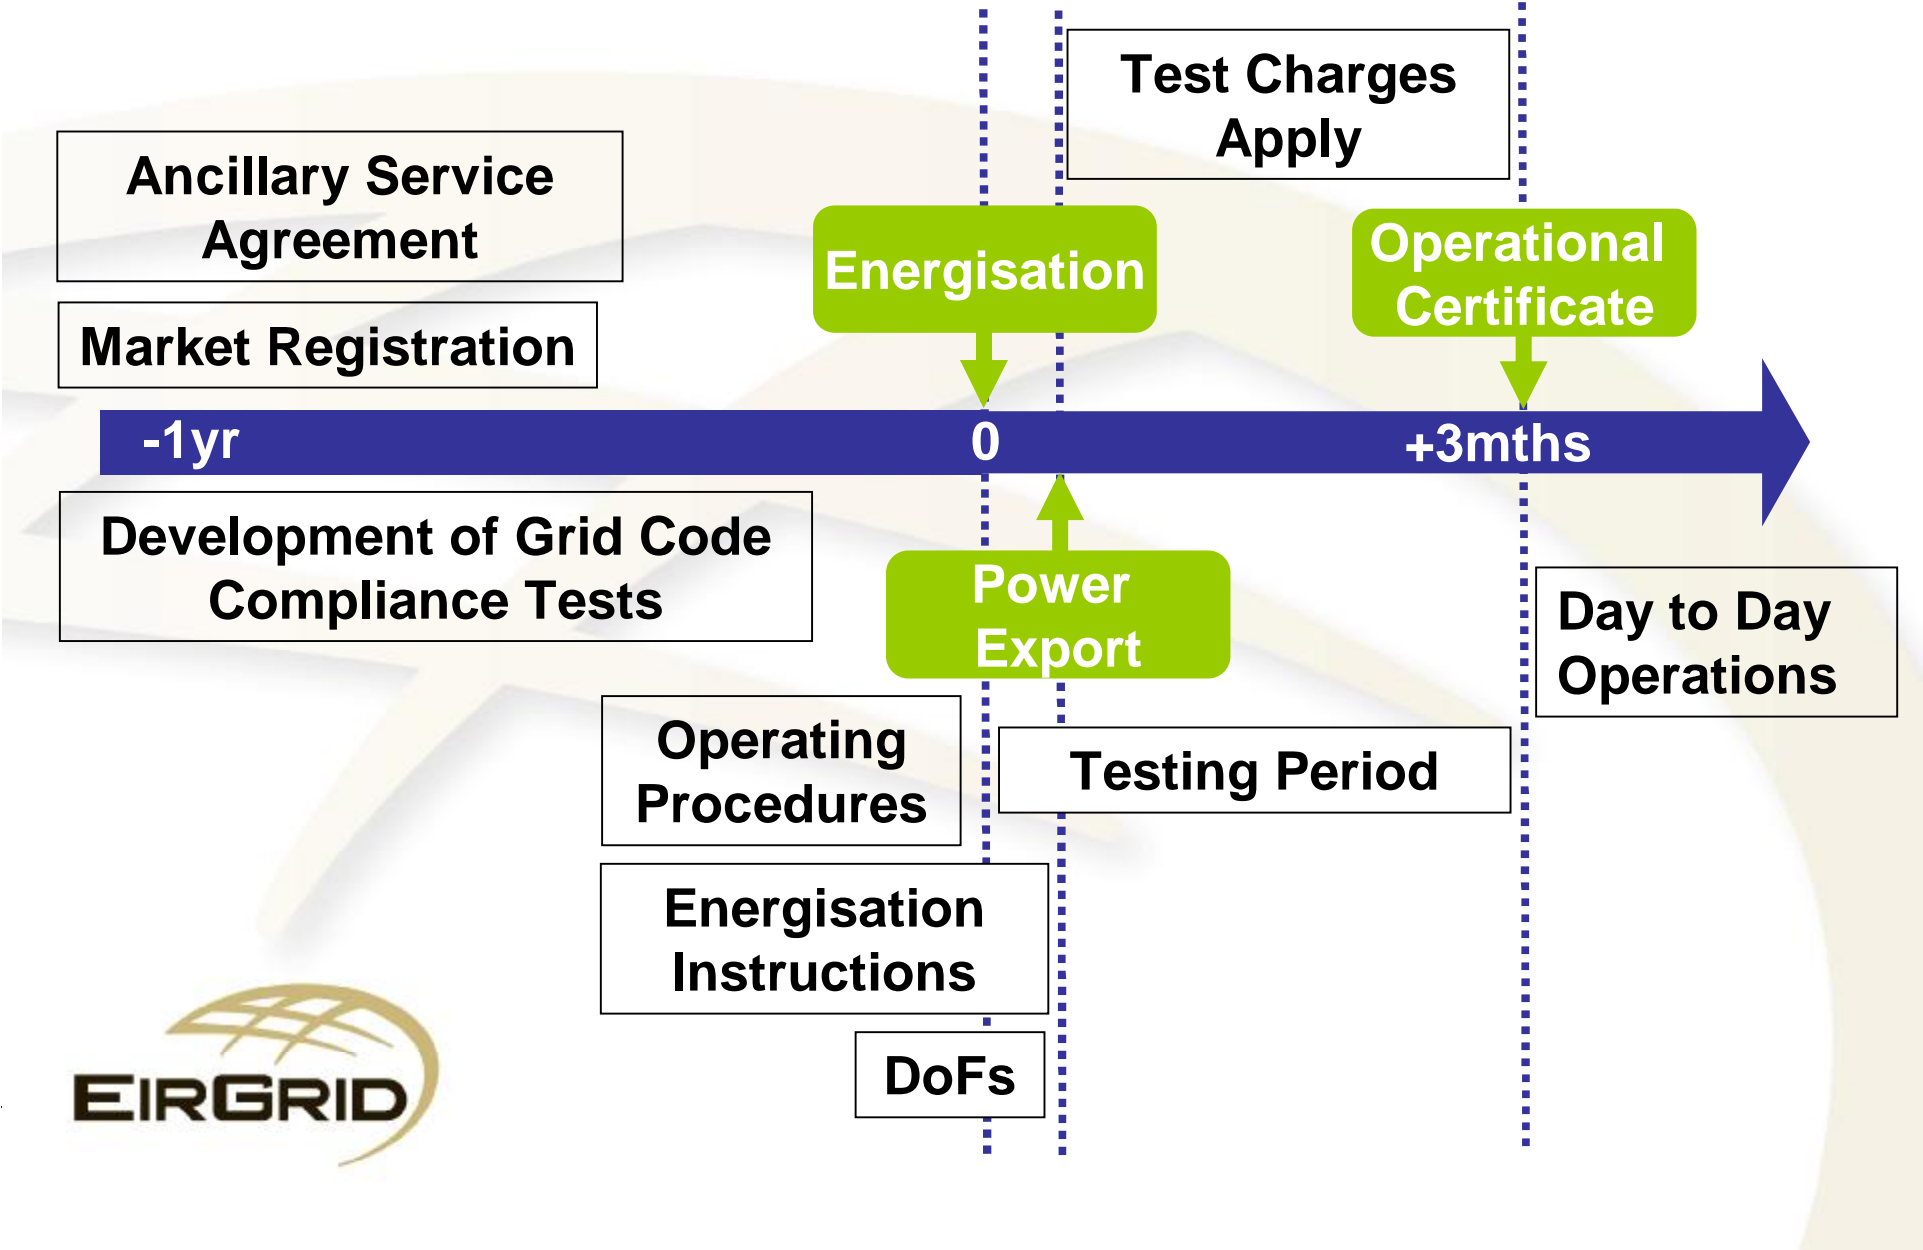 Test Charges
Apply
Ancillary Service
Agreement
Energisation
Operational
Certificate
Market Registration
-1yr
0
+3mths
Development of Grid Code
Compliance Tests
Power
Export
Day to Day
Operations
Operating
Procedures
Testing Period
Energisation
Instructions
DoFs
EIRGRID